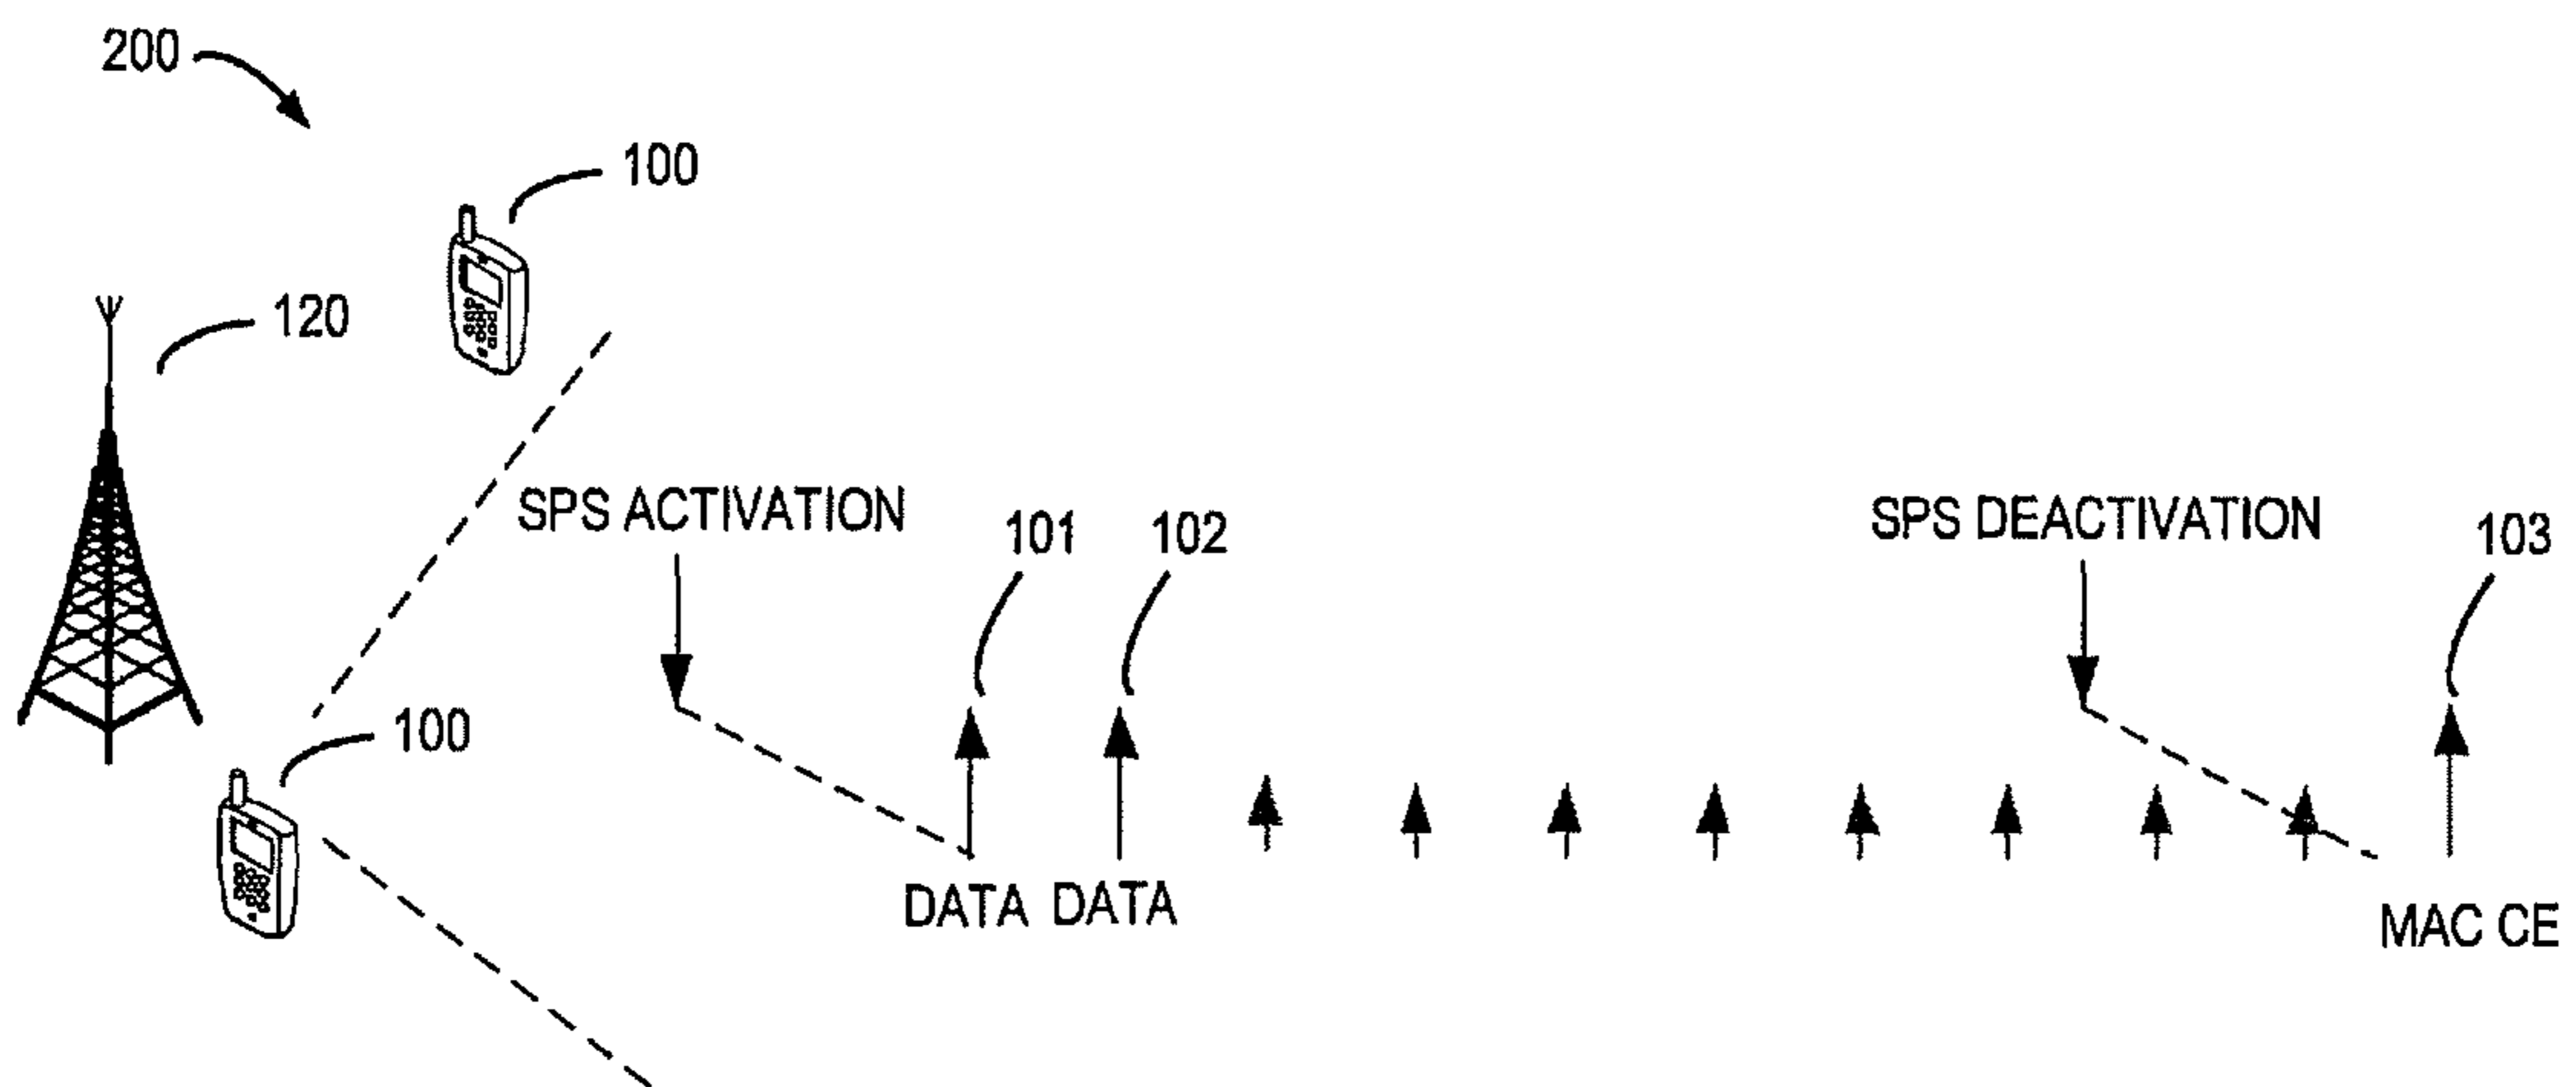 200
100
120
SPS ACTIVATION
101
102
SPS DEACTIVATION
103
100
DATA DATA
MAC CE